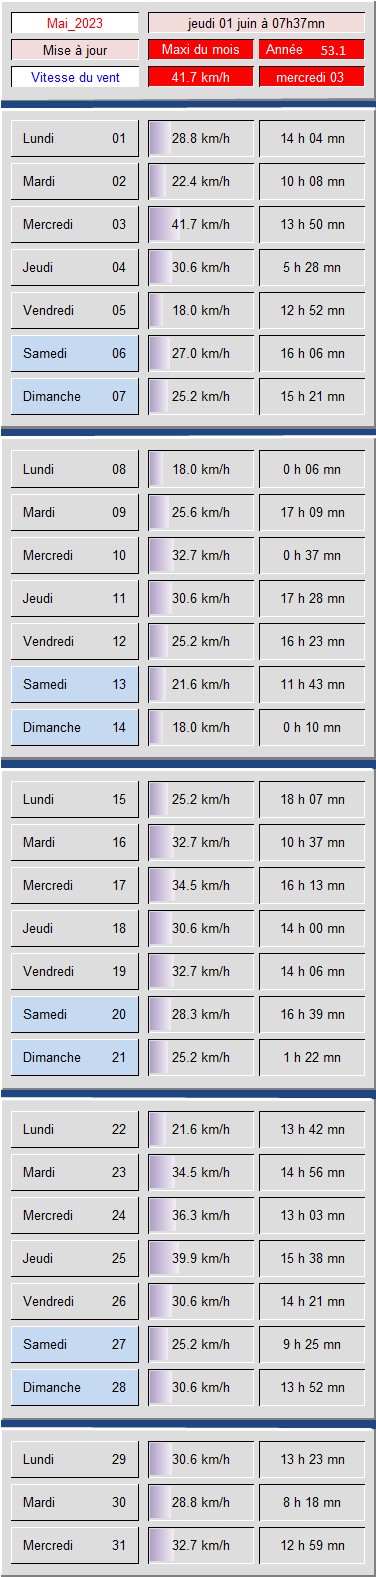 Mai_2023 jeudi 01 juin à 07h37mn
Mise à jour Maxi du mois Année 53.1
Vitesse du vent 41.7 km/h mercredi 03
Lundi 01 28.8 km/h 14 h 04 mn
Mardi 02 22.4 km/h 10 h 08 mn
Mercredi 03 41.7 km/h 13 h 50 mn
Jeudi 04 30.6 km/h 5 h 28 mn
Vendredi 05 18.0 km/h 12 h 52 mn
Samedi 06 27.0 km/h 16 h 06 mn
Dimanche 07 25.2 km/h 15 h 21 mn
Lundi 08 18.0 km/h 0 h 06 mn
Mardi 09 25.6 km/h 17 h 09 mn
Mercredi 10 32.7 km/h 0 h 37 mn
Jeudi 11 30.6 km/h 17 h 28 mn
Vendredi 12 25.2 km/h 16 h 23 mn
Samedi 13 21.6 km/h 11 h 43 mn
Dimanche 14 18.0 km/h 0 h 10 mn
Lundi 15 25.2 km/h 18 h 07 mn
Mardi 16 32.7 km/h 10 h 37 mn
Mercredi 17 34.5 km/h 16 h 13 mn
Jeudi 18 30.6 km/h 14 h 00 mn
Vendredi 19 32.7 km/h 14 h 06 mn
Samedi 20 28.3 km/h 16 h 39 mn
Dimanche 21 25.2 km/h 1 h 22 mn
Lundi 22 21.6 km/h 13 h 42 mn
Mardi 23 34.5 km/h 14 h 56 mn
Mercredi 24 36.3 km/h 13 h 03 mn
Jeudi 25 39.9 km/h 15 h 38 mn
Vendredi 26 30.6 km/h 14 h 21 mn
Samedi 27 25.2 km/h 9 h 25 mn
Dimanche 28 30.6 km/h 13 h 52 mn
Lundi 29 30.6 km/h 13 h 23 mn
Mardi 30 28.8 km/h 8 h 18 mn
Mercredi 31 32.7 km/h 12 h 59 mn